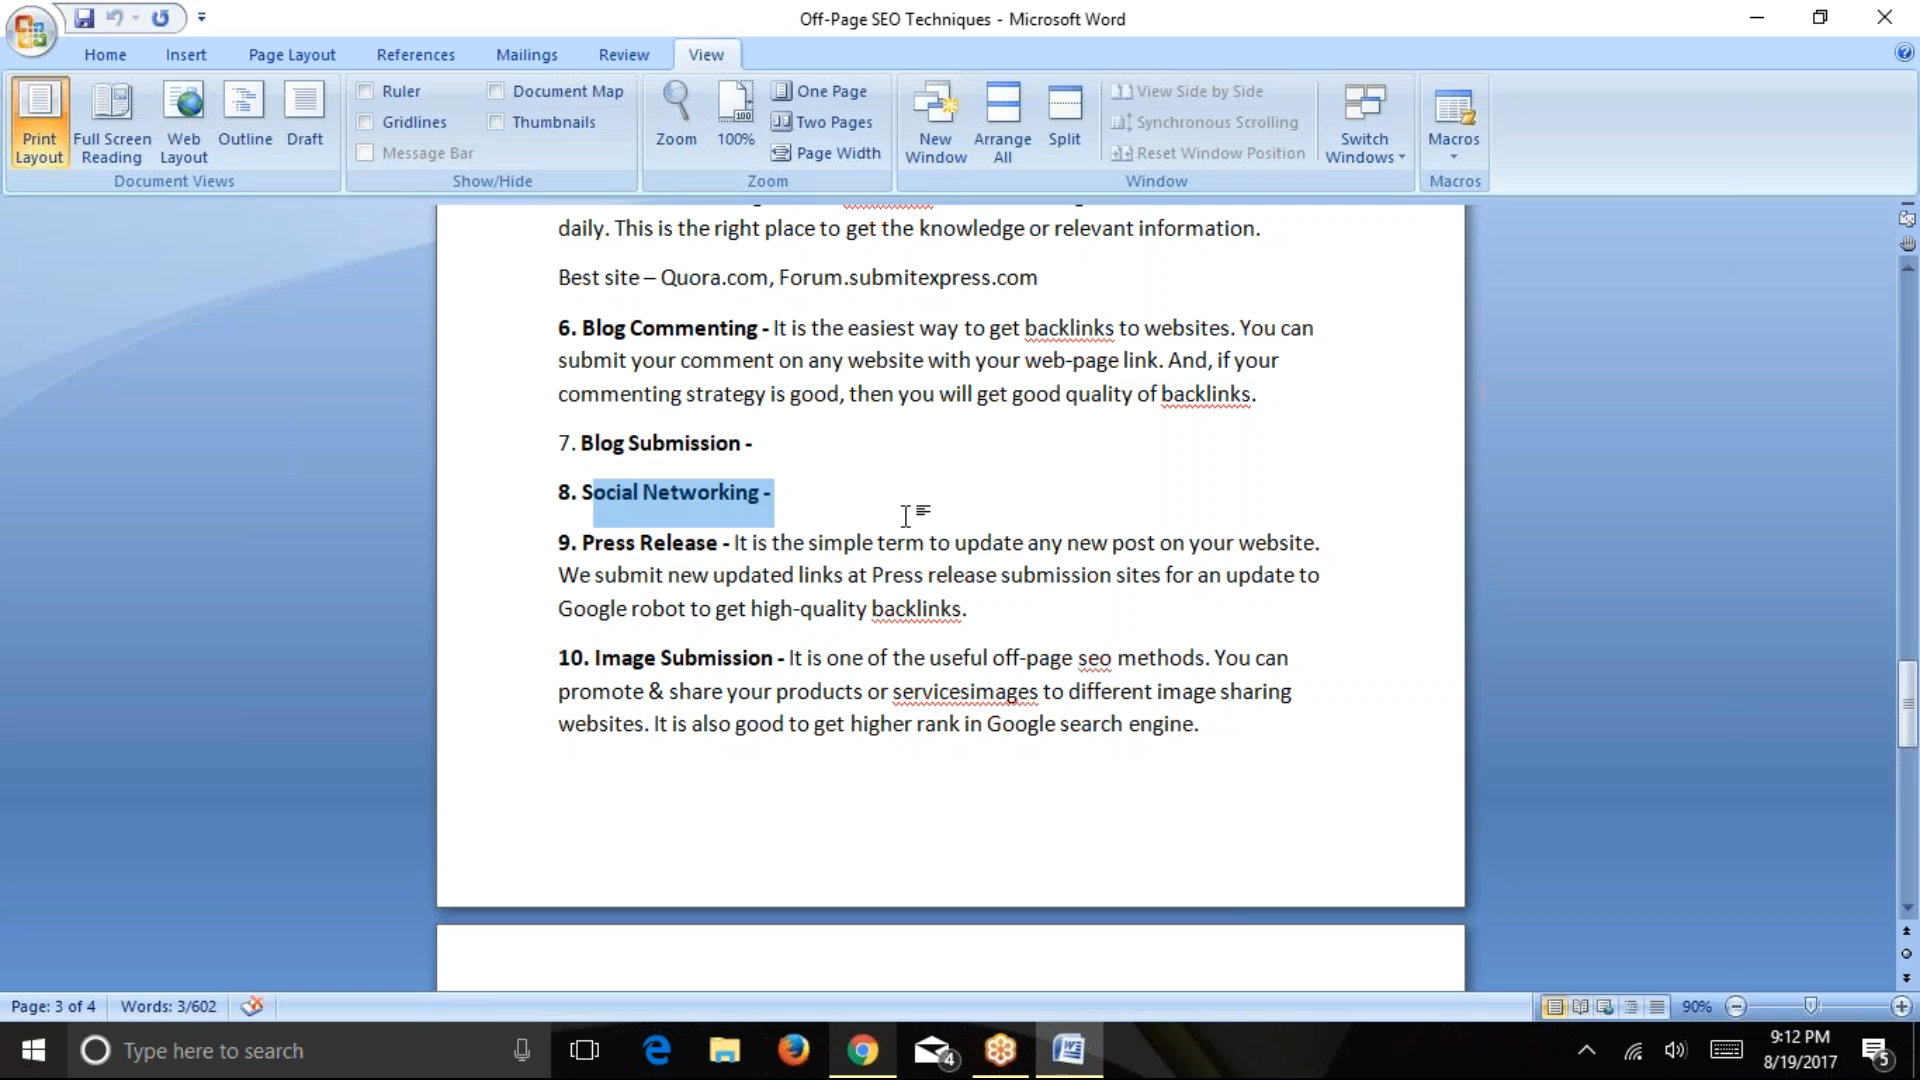 Off-Page SEO Techniques - Microsoft Word
Home Insert Page Layout References Mailings Review View
Print Layout Full Screen Reading Web Layout Outline Draft
Document Views
Ruler Document Map
Gridlines Thumbnails
Message Bar
Show/Hide
Zoom 100% One Page
Two Pages
Page Width
Zoom
New Window Arrange All Split
View Side by Side
Synchronous Scrolling
Reset Window Position
Switch Windows
Window
Macros
Macros
daily. This is the right place to get the knowledge or relevant information.
Best site – Quora.com, Forum.submitexpress.com
6. Blog Commenting - It is the easiest way to get backlinks to websites. You can
submit your comment on any website with your web-page link. And, if your
commenting strategy is good, then you will get good quality of backlinks.
7. Blog Submission -
8. Social Networking -
9. Press Release - It is the simple term to update any new post on your website.
We submit new updated links at Press release submission sites for an update to
Google robot to get high-quality backlinks.
10. Image Submission - It is one of the useful off-page seo methods. You can
promote & share your products or servicesimages to different image sharing
websites. It is also good to get higher rank in Google search engine.
Page: 3 of 4 Words: 3/602 90%
Type here to search
4
9:12 PM
8/19/2017
5